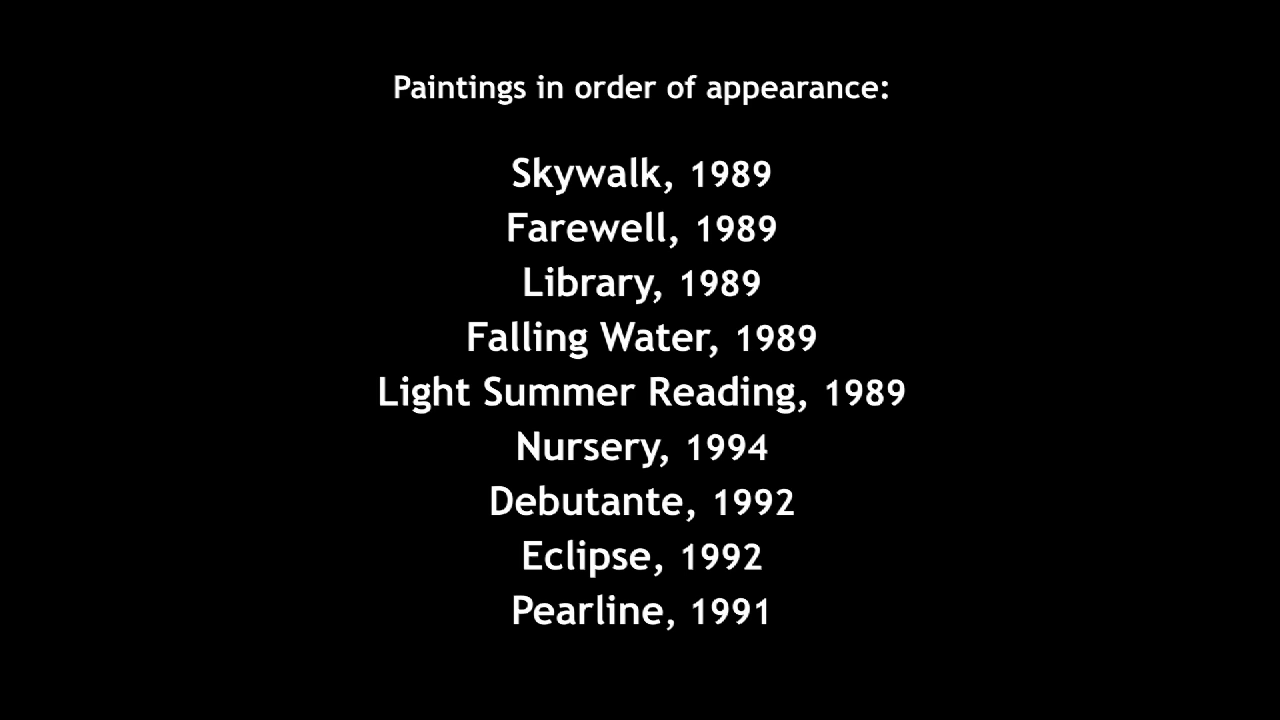 Paintings in order of appearance:
Skywalk, 1989
Farewell, 1989
Library, 1989
Falling Water, 1989
Light Summer Reading, 1989
Nursery, 1994
Debutante, 1992
Eclipse, 1992
Pearline, 1991